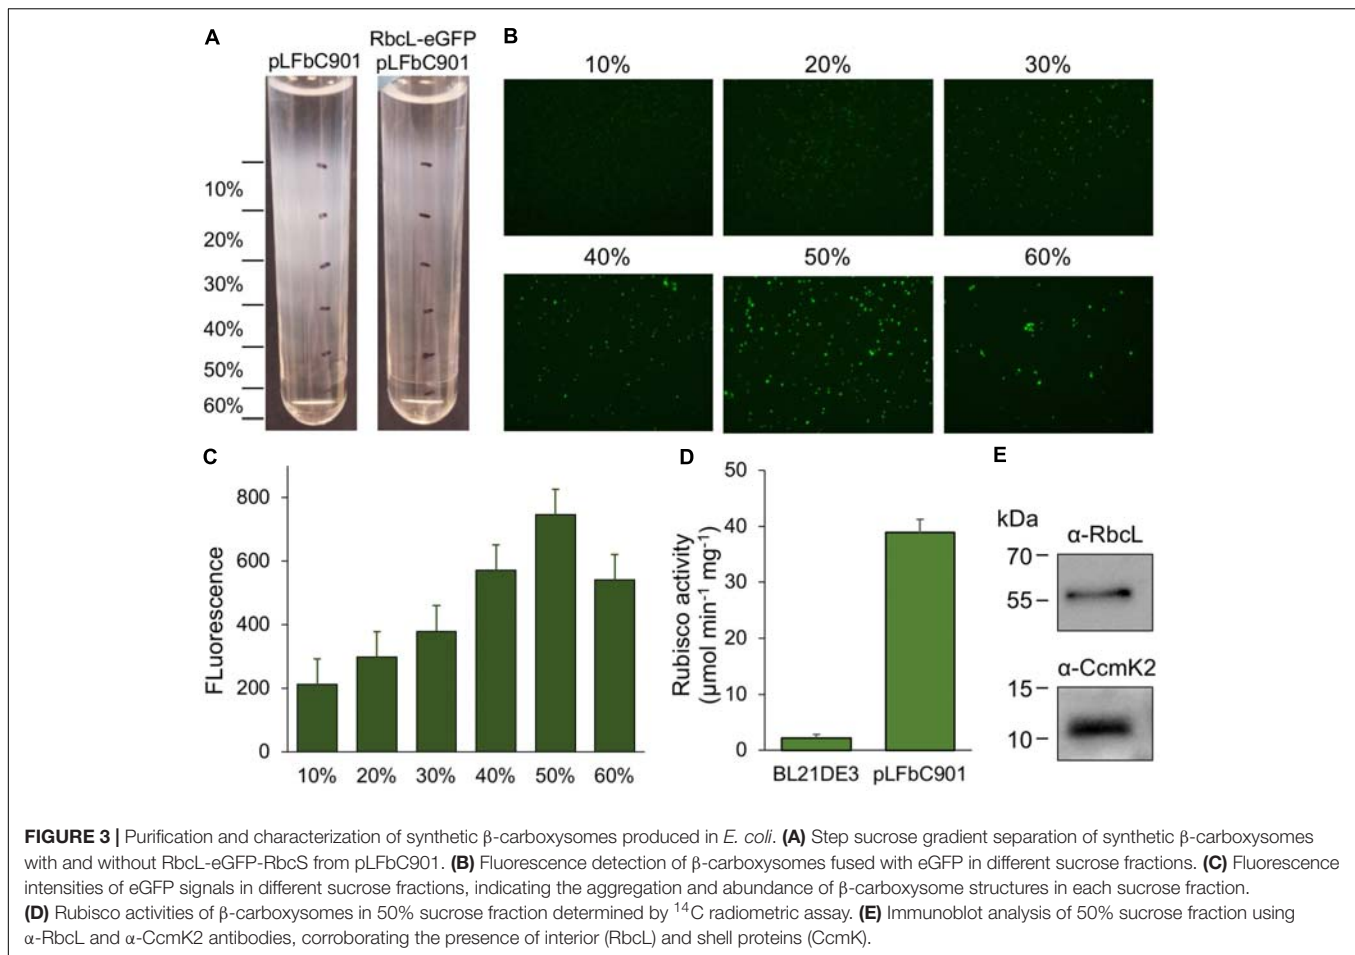 A
pLFbC901
RbcL-eGFP
pLFbC901
10%
20%
30%
40%
50%
60%
B
10%
20%
30%
40%
50%
60%
C
FLuorescence
800
600
400
200
0
10%
20%
30%
40%
50%
60%
D
Rubisco activity
(μmol min⁻¹ mg⁻¹)
50
40
30
20
10
0
BL21DE3
pLFbC901
E
kDa
α-RbcL
70
55
α-CcmK2
15
10
FIGURE 3 | Purification and characterization of synthetic β-carboxysomes produced in E. coli. (A) Step sucrose gradient separation of synthetic β-carboxysomes
with and without RbcL-eGFP-RbcS from pLFbC901. (B) Fluorescence detection of β-carboxysomes fused with eGFP in different sucrose fractions. (C) Fluorescence
intensities of eGFP signals in different sucrose fractions, indicating the aggregation and abundance of β-carboxysome structures in each sucrose fraction.
(D) Rubisco activities of β-carboxysomes in 50% sucrose fraction determined by ¹⁴C radiometric assay. (E) Immunoblot analysis of 50% sucrose fraction using
α-RbcL and α-CcmK2 antibodies, corroborating the presence of interior (RbcL) and shell proteins (CcmK).